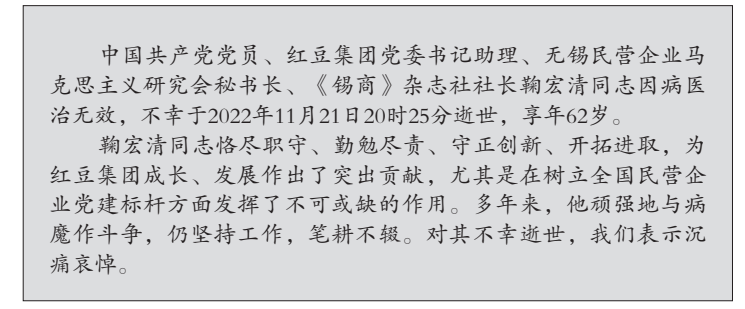 中国共产党党员、红豆集团党委书记助理、无锡民营企业马
克思主义研究会秘书长、《锡商》杂志社社长鞠宏清同志因病医
治无效，不幸于2022年11月21日20时25分逝世，享年62岁。
鞠宏清同志恪尽职守、勤勉尽责、守正创新、开拓进取，为
红豆集团成长、发展作出了突出贡献，尤其是在树立全国民营企
业党建标杆方面发挥了不可或缺的作用。多年来，他顽强地与病
魔作斗争，仍坚持工作，笔耕不辍。对其不幸逝世，我们表示沉
痛哀悼。